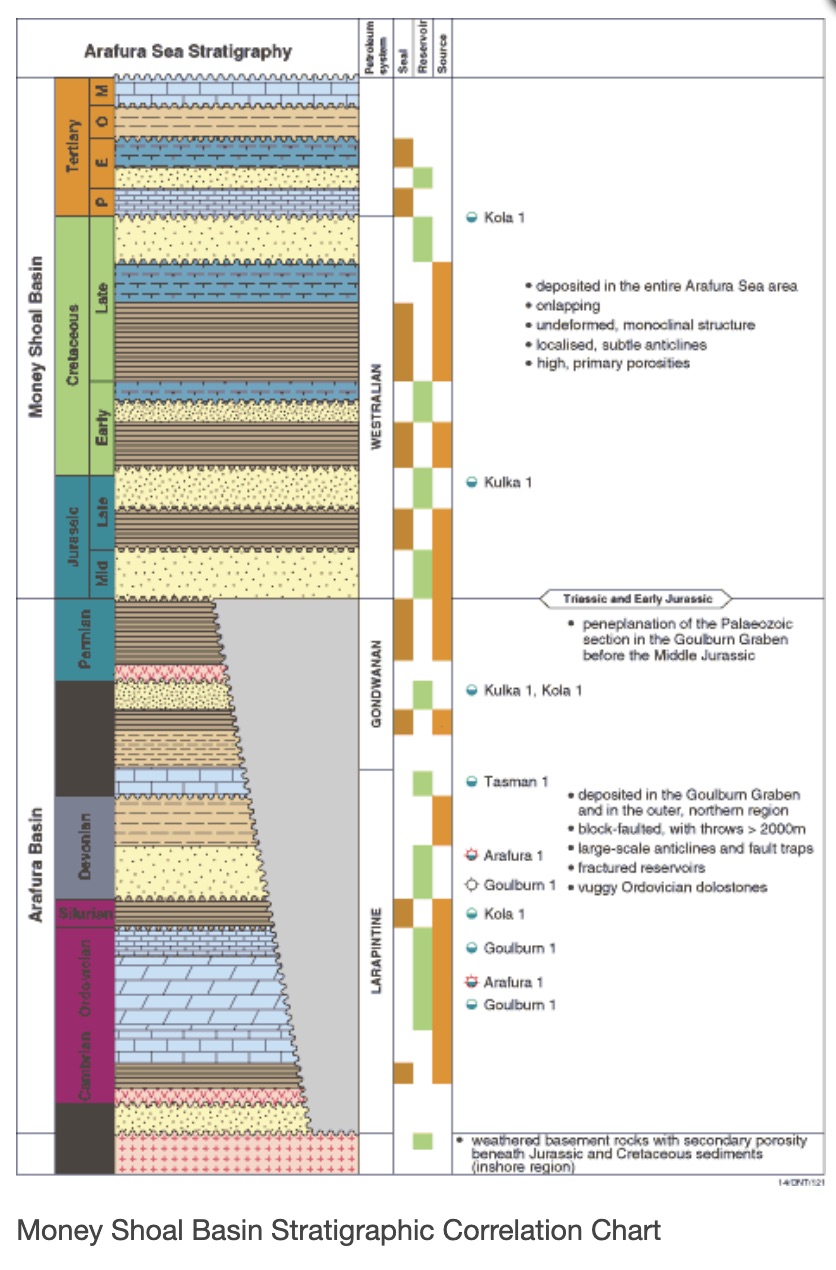 Arafura Sea Stratigraphy
Petroleum
system
Seal
Reservoir
Source
Money Shoal Basin
Tertiary
M
O
E
P
Cretaceous
Late
Early
Jurassic
Late
Mid
WESTRALIAN
Kola 1
• deposited in the entire Arafura Sea area
• onlapping
• undeformed, monoclinal structure
• localised, subtle anticlines
• high, primary porosities
Kulka 1
Triassic and Early Jurassic
• peneplanation of the Palaeozoic
section in the Goulburn Graben
before the Middle Jurassic
Arafura Basin
Permian
Devonian
Silurian
Ordovician
Cambrian
GONDWANAN
LARAPINTINE
Kulka 1, Kola 1
Tasman 1
• deposited in the Goulburn Graben
and in the outer, northern region
• block-faulted, with throws > 2000m
• large-scale anticlines and fault traps
• fractured reservoirs
• vuggy Ordovician dolostones
Arafura 1
Goulburn 1
Kola 1
Goulburn 1
Arafura 1
Goulburn 1
• weathered basement rocks with secondary porosity
beneath Jurassic and Cretaceous sediments
(inshore region)
14/DNT/121
Money Shoal Basin Stratigraphic Correlation Chart